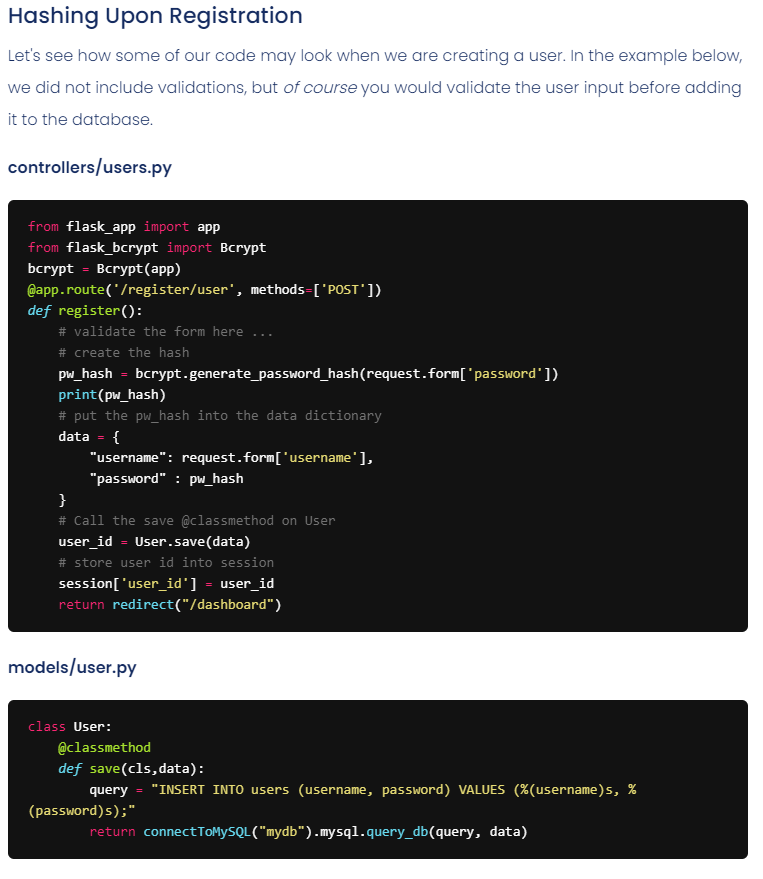 Hashing Upon Registration
Let's see how some of our code may look when we are creating a user. In the example below,
we did not include validations, but of course you would validate the user input before adding
it to the database.
controllers/users.py
from flask_app import app
from flask_bcrypt import Bcrypt
bcrypt = Bcrypt(app)
@app.route('/register/user', methods=['POST'])
def register():
    # validate the form here ...
    # create the hash
    pw_hash = bcrypt.generate_password_hash(request.form['password'])
    print(pw_hash)
    # put the pw_hash into the data dictionary
    data = {
        "username": request.form['username'],
        "password" : pw_hash
    }
    # Call the save @classmethod on User
    user_id = User.save(data)
    # store user id into session
    session['user_id'] = user_id
    return redirect("/dashboard")
models/user.py
class User:
    @classmethod
    def save(cls,data):
        query = "INSERT INTO users (username, password) VALUES (%(username)s, %
(password)s);"
        return connectToMySQL("mydb").mysql.query_db(query, data)